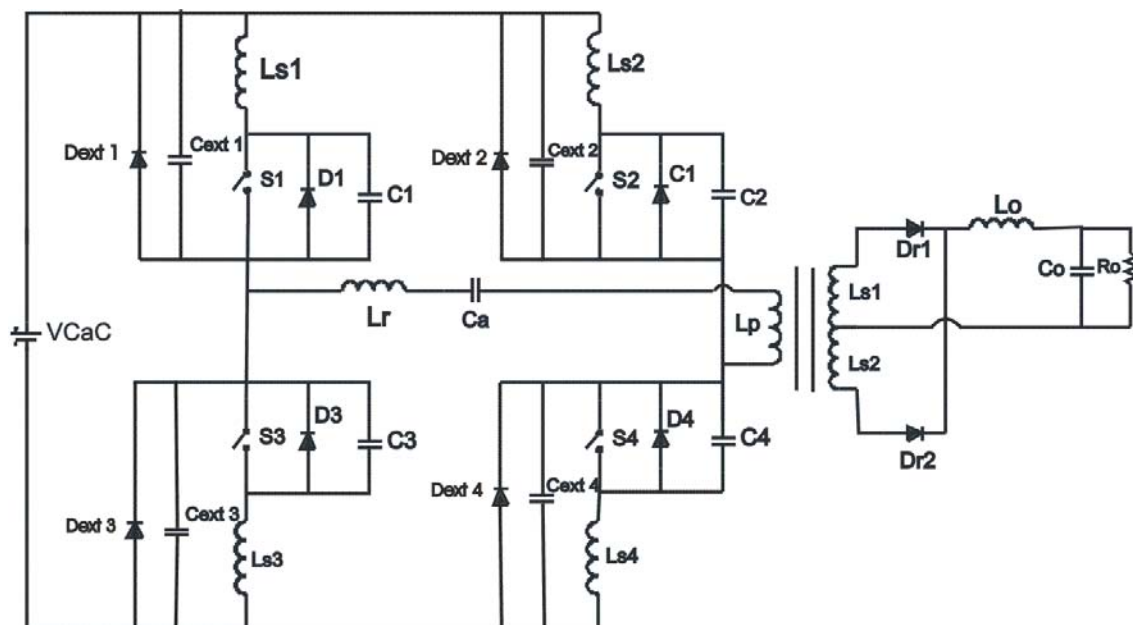 Ls1
Ls2
Dext 1
Cext 1
S1
D1
C1
Dext 2
Cext 2
S2
C1
C2
Lo
Dr1
Co
Ro
Lr
Ca
Lp
Ls1
Ls2
VCaC
Dr2
S3
D3
C3
S4
D4
C4
Dext 3
Cext 3
Ls3
Dext 4
Cext 4
Ls4